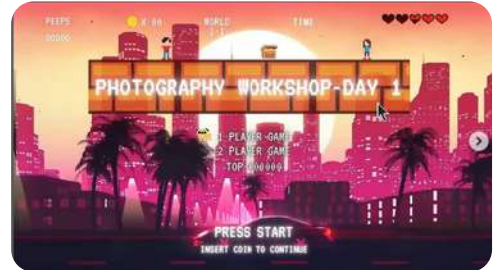 PEEPS WORLD TIME
00000 X 00 1-1
PHOTOGRAPHY WORKSHOP-DAY 1
1 PLAYER GAME
2 PLAYER GAME
TOP-000000
PRESS START
INSERT COIN TO CONTINUE